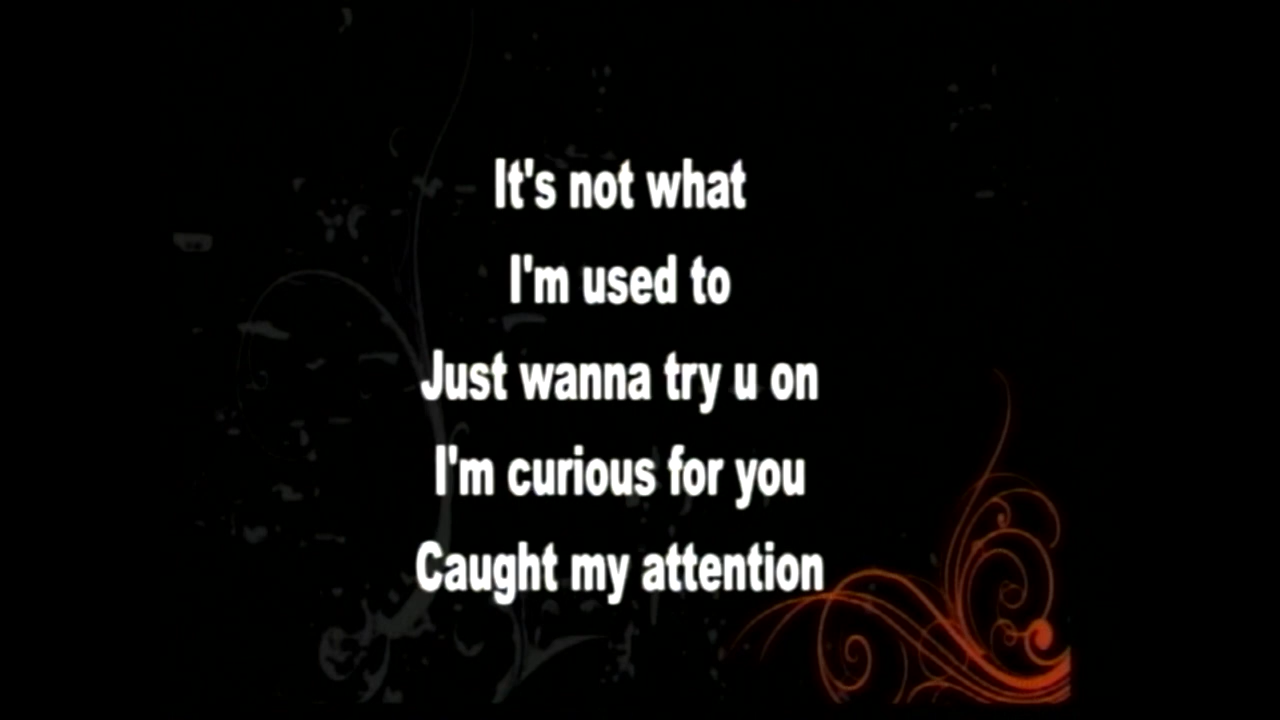 It's not what
I'm used to
Just wanna try u on
I'm curious for you
Caught my attention